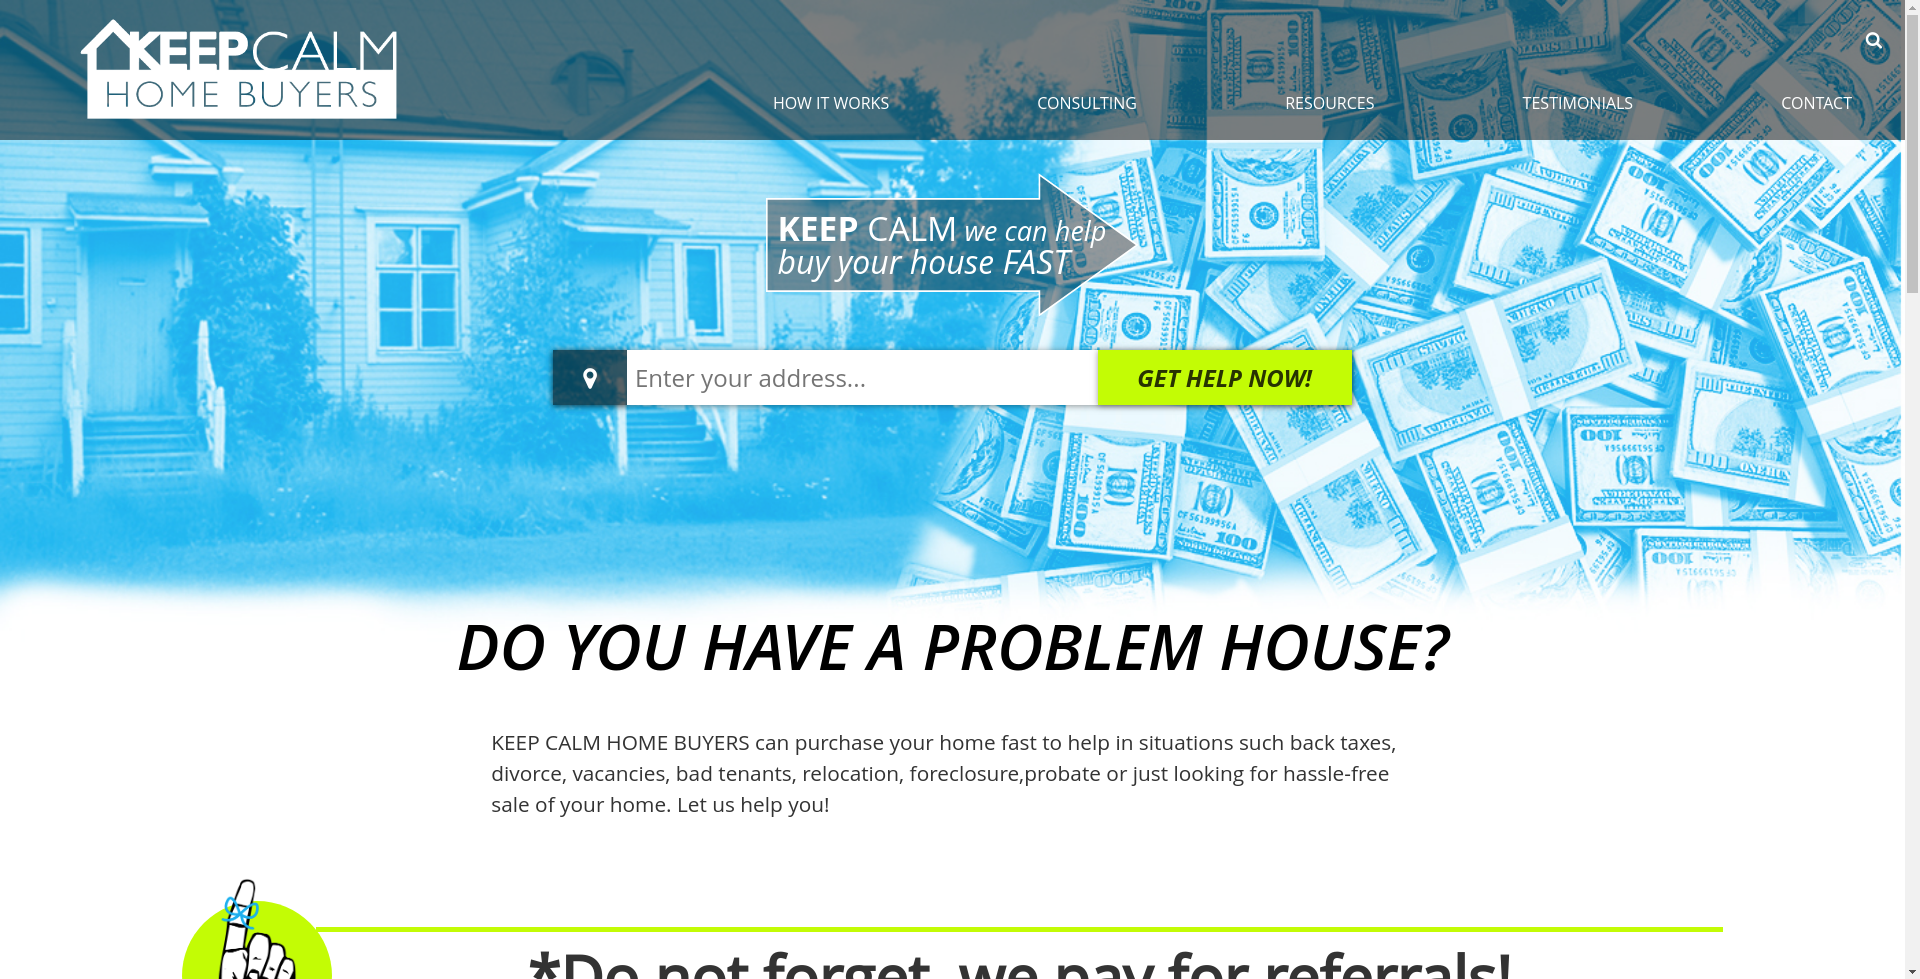 KEEP CALM
HOME BUYERS
HOW IT WORKS
CONSULTING
RESOURCES
TESTIMONIALS
CONTACT
KEEP CALM we can help
buy your house FAST
Enter your address...
GET HELP NOW!
DO YOU HAVE A PROBLEM HOUSE?
KEEP CALM HOME BUYERS can purchase your home fast to help in situations such back taxes,
divorce, vacancies, bad tenants, relocation, foreclosure,probate or just looking for hassle-free
sale of your home. Let us help you!
*Do not forget, we pay for referrals!